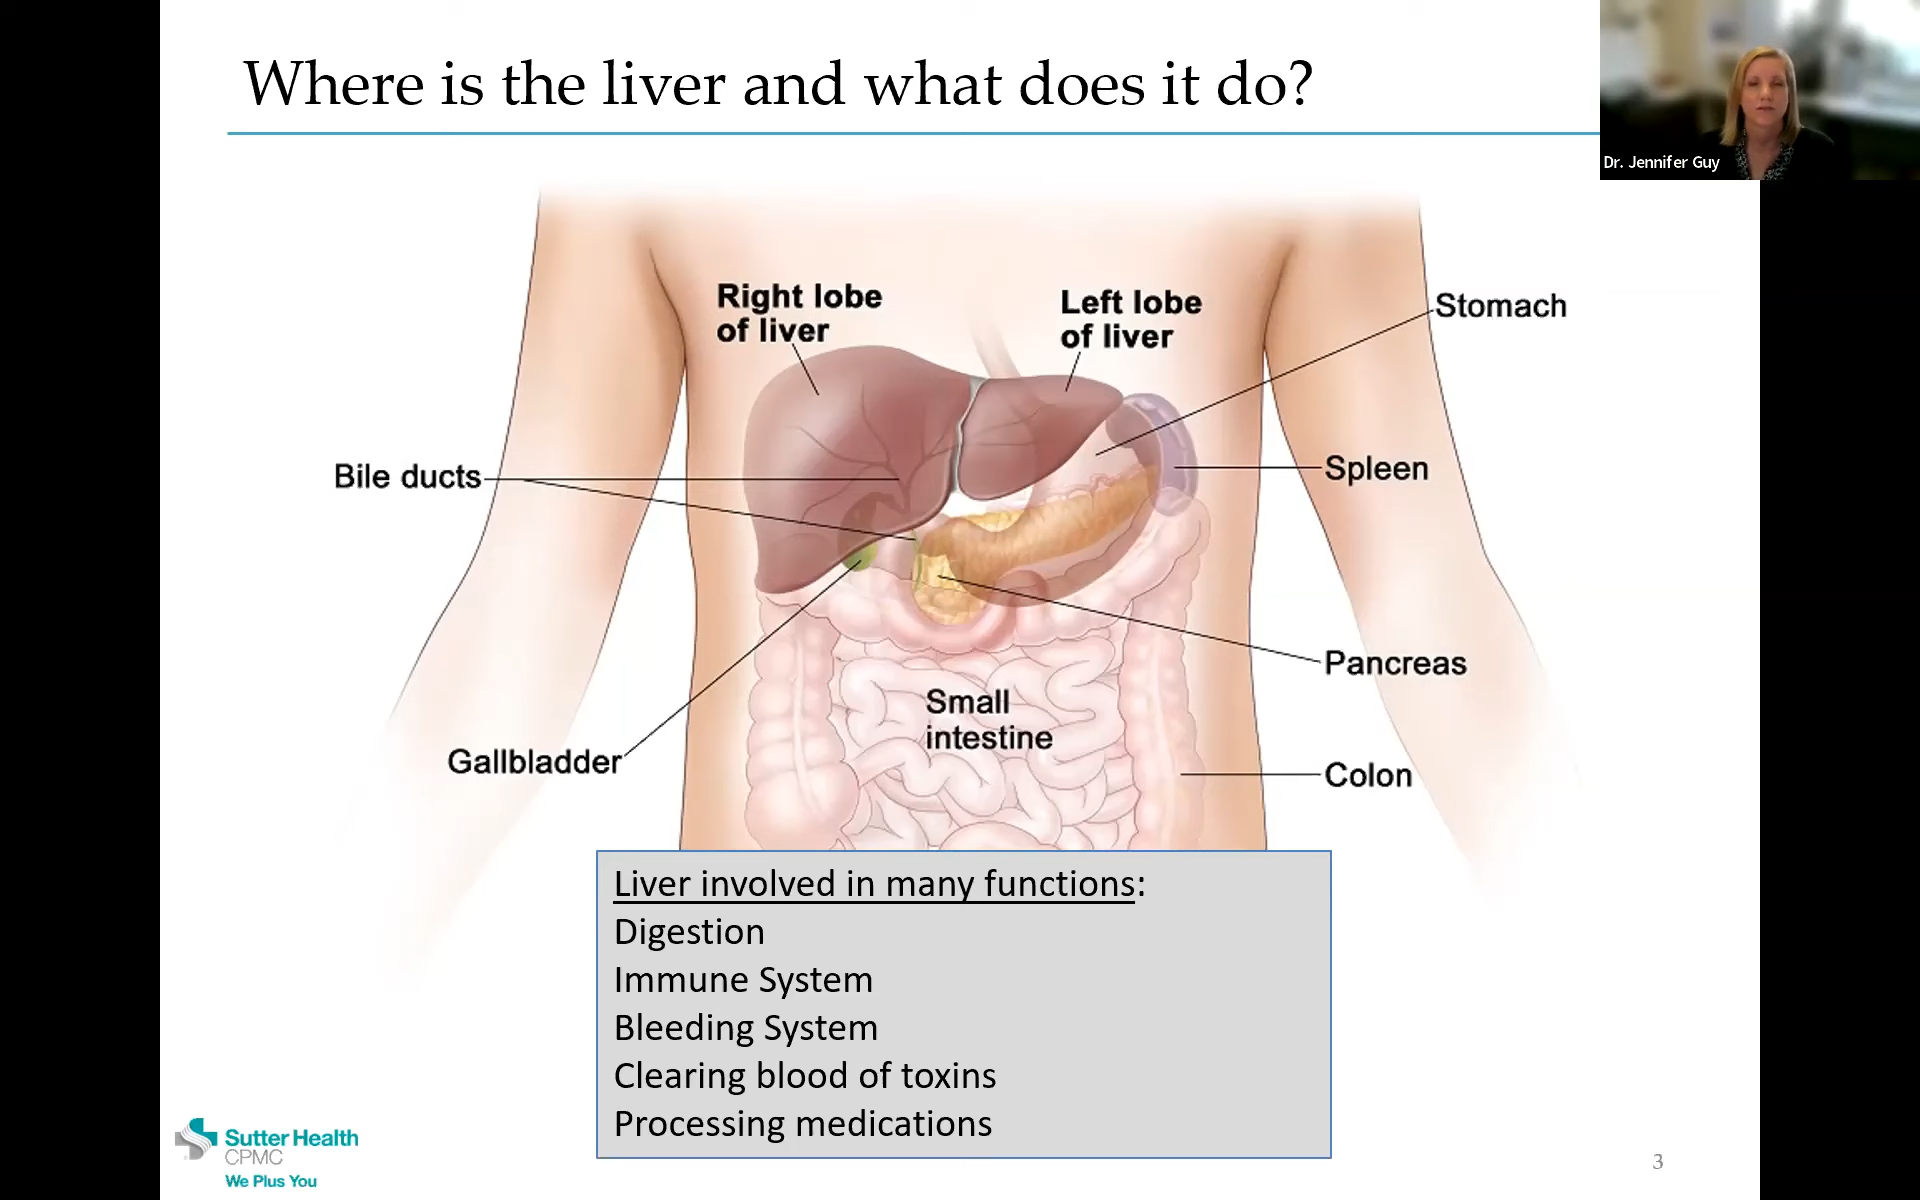 Where is the liver and what does it do?
Dr. Jennifer Guy
Right lobe
of liver
Left lobe
of liver
Stomach
Bile ducts
Spleen
Pancreas
Small
intestine
Gallbladder
Colon
Liver involved in many functions:
Digestion
Immune System
Bleeding System
Clearing blood of toxins
Processing medications
Sutter Health
CPMC
We Plus You
3